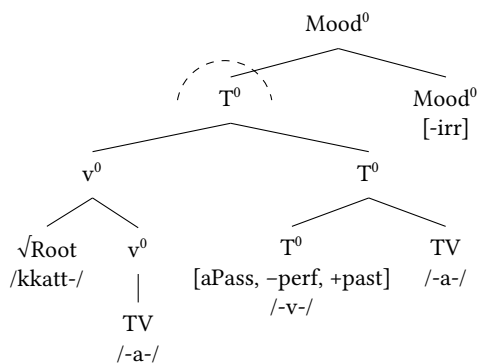 Mood⁰
T⁰ Mood⁰
[-irr]
v⁰ T⁰
√Root v⁰ T⁰ TV
/kkatt-/ [aPass, −perf, +past] /-a-/
/-v-/
TV
/-a-/